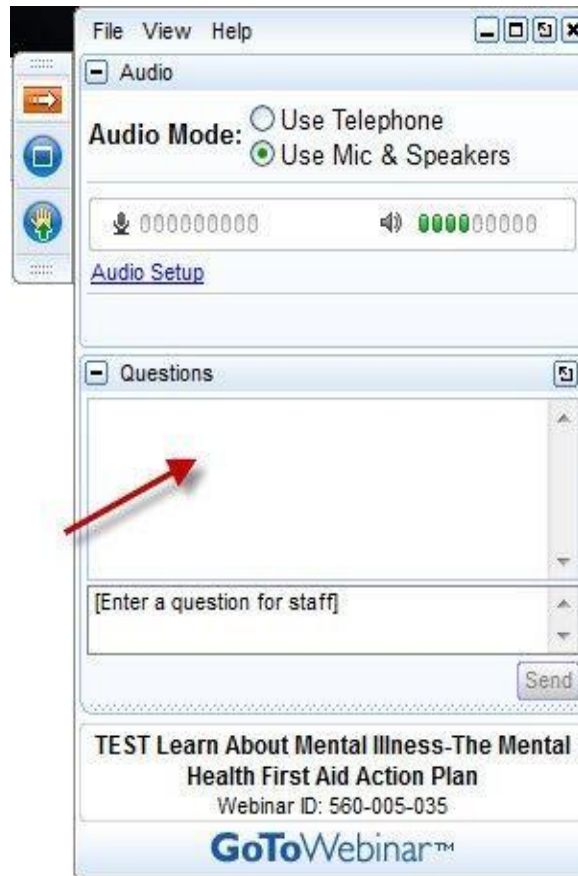 File View Help
Audio
Audio Mode: Use Telephone
Use Mic & Speakers
Audio Setup
Questions
[Enter a question for staff]
Send
TEST Learn About Mental Illness-The Mental
Health First Aid Action Plan
Webinar ID: 560-005-035
GoToWebinar™